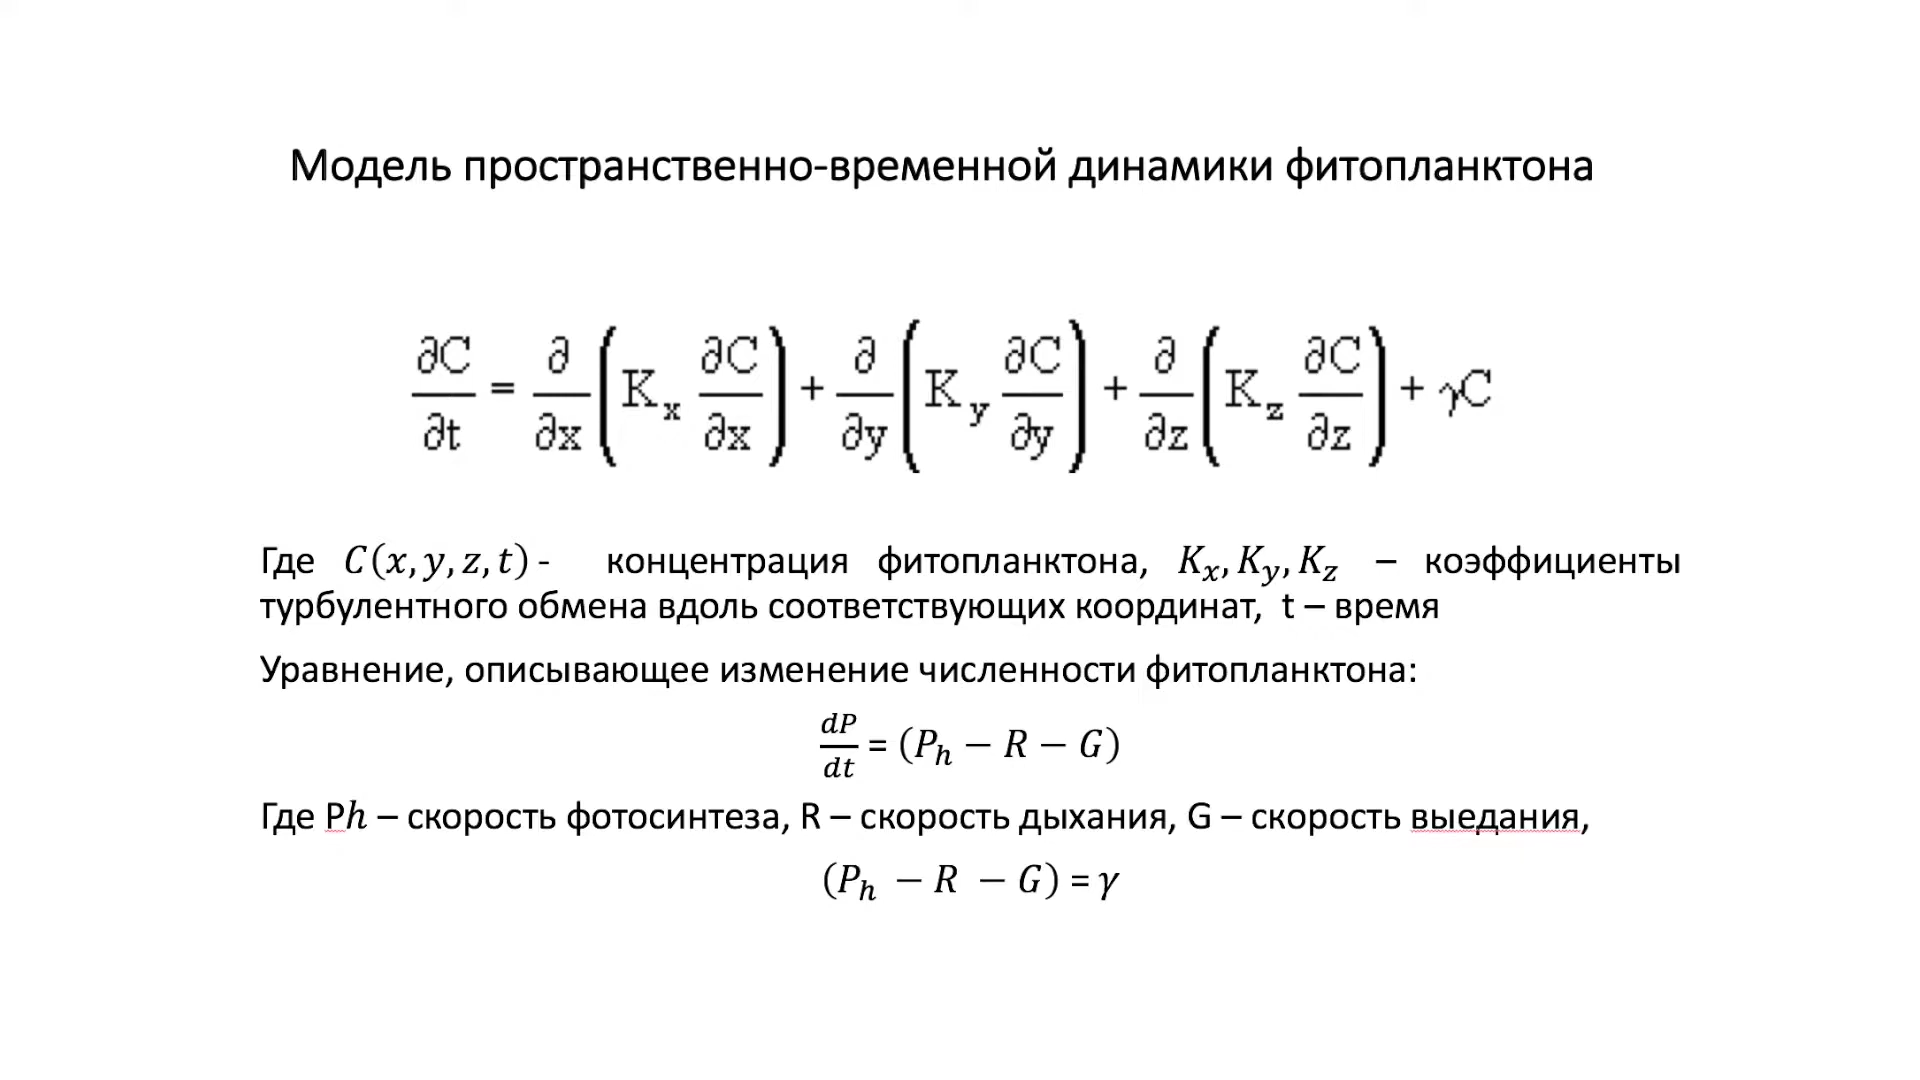 Модель пространственно-временной динамики фитопланктона
∂C/∂t = ∂/∂x (K_x ∂C/∂x) + ∂/∂y (K_y ∂C/∂y) + ∂/∂z (K_z ∂C/∂z) + γC
Где C(x, y, z, t) - концентрация фитопланктона, K_x, K_y, K_z – коэффициенты
турбулентного обмена вдоль соответствующих координат, t – время
Уравнение, описывающее изменение численности фитопланктона:
dP/dt = (P_h − R − G)
Где Ph – скорость фотосинтеза, R – скорость дыхания, G – скорость выедания,
(P_h − R − G) = γ